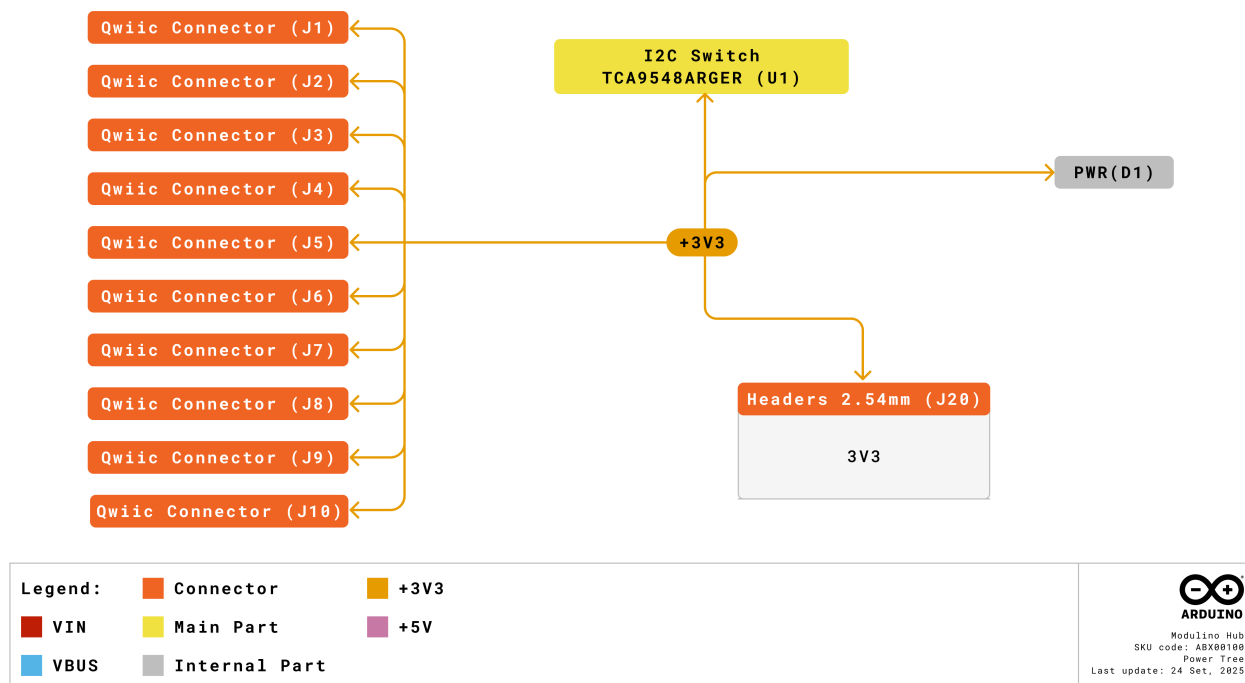 Qwiic Connector (J1)
Qwiic Connector (J2)
Qwiic Connector (J3)
Qwiic Connector (J4)
Qwiic Connector (J5)
Qwiic Connector (J6)
Qwiic Connector (J7)
Qwiic Connector (J8)
Qwiic Connector (J9)
Qwiic Connector (J10)
I2C Switch
TCA9548ARGER (U1)
PWR(D1)
+3V3
Headers 2.54mm (J20)
3V3
Legend:
VIN
VBUS
Connector
Main Part
Internal Part
+3V3
+5V
ARDUINO
Modulino Hub
SKU code: ABX00100
Power Tree
Last update: 24 Set, 2025